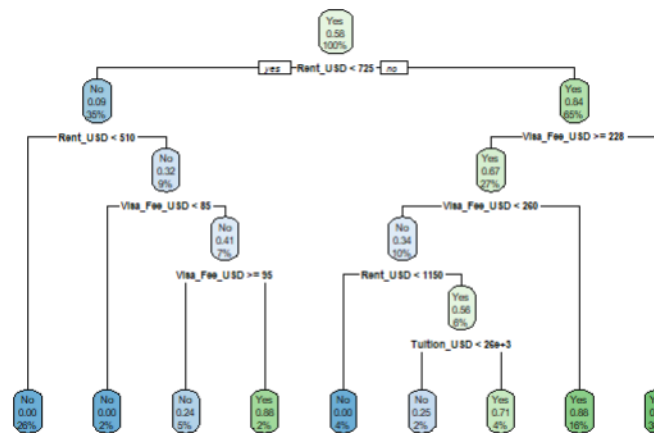 Yes
0.58
100%
yes Rent_USD < 725 no
No
0.09
35%
Yes
0.84
65%
Rent_USD < 510
Visa_Fee_USD >= 228
No
0.32
9%
Yes
0.67
27%
Visa_Fee_USD < 85
Visa_Fee_USD < 260
No
0.41
7%
No
0.34
10%
Visa_Fee_USD >= 95
Rent_USD < 1150
Yes
0.56
6%
Tuition_USD < 26e+3
No
0.00
26%
No
0.00
2%
No
0.24
5%
Yes
0.88
2%
No
0.00
4%
No
0.25
2%
Yes
0.71
4%
Yes
0.88
16%